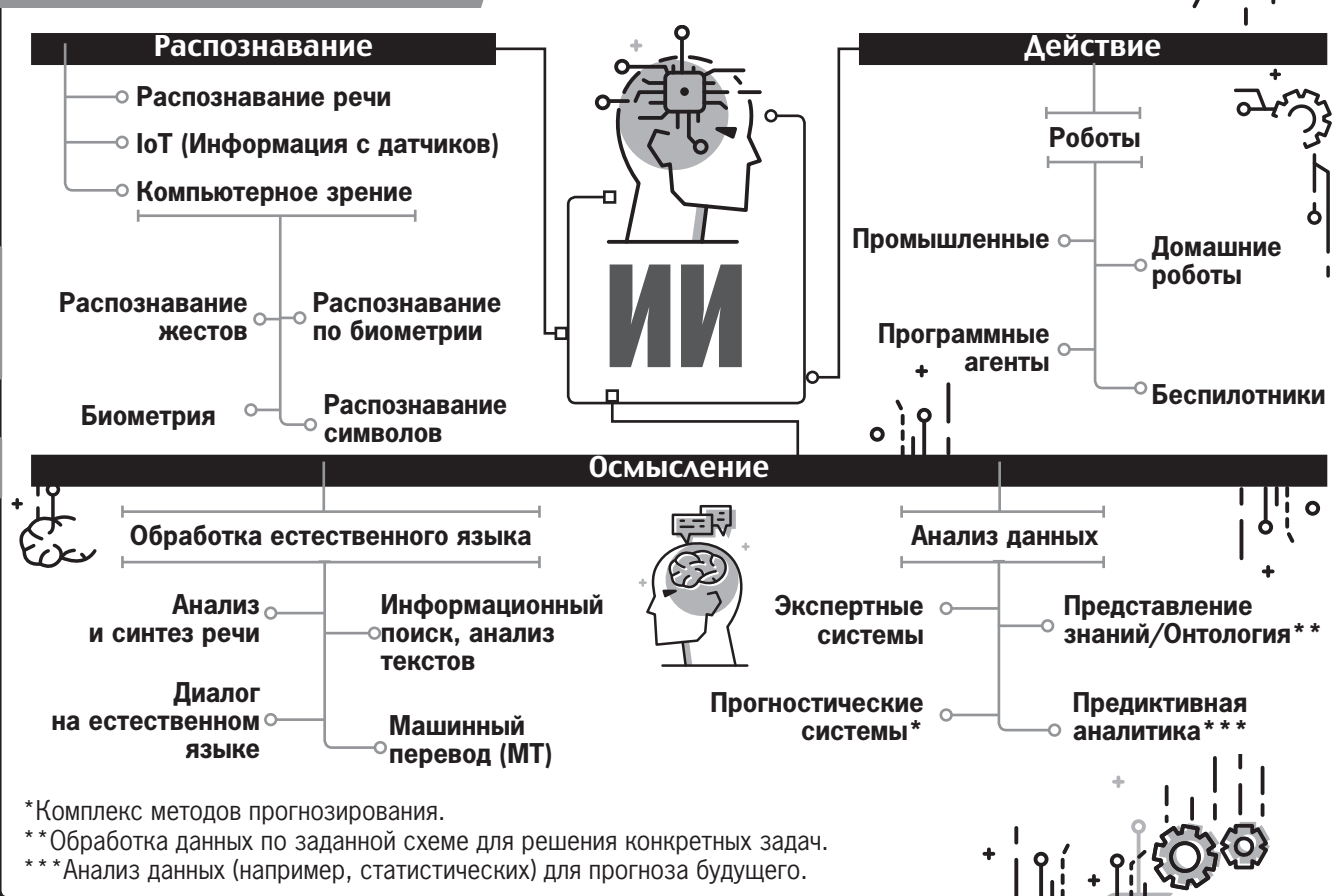 Распознавание
Распознавание речи
IoT (Информация с датчиков)
Компьютерное зрение
Распознавание
жестов
Распознавание
по биометрии
Биометрия
Распознавание
символов
ИИ
Действие
Роботы
Промышленные
Домашние
роботы
Программные
агенты
Беспилотники
Осмысление
Обработка естественного языка
Анализ
и синтез речи
Информационный
поиск, анализ
текстов
Диалог
на естественном
языке
Машинный
перевод (МТ)
Анализ данных
Экспертные
системы
Представление
знаний/Онтология**
Прогностические
системы*
Предиктивная
аналитика***
*Комплекс методов прогнозирования.
**Обработка данных по заданной схеме для решения конкретных задач.
***Анализ данных (например, статистических) для прогноза будущего.